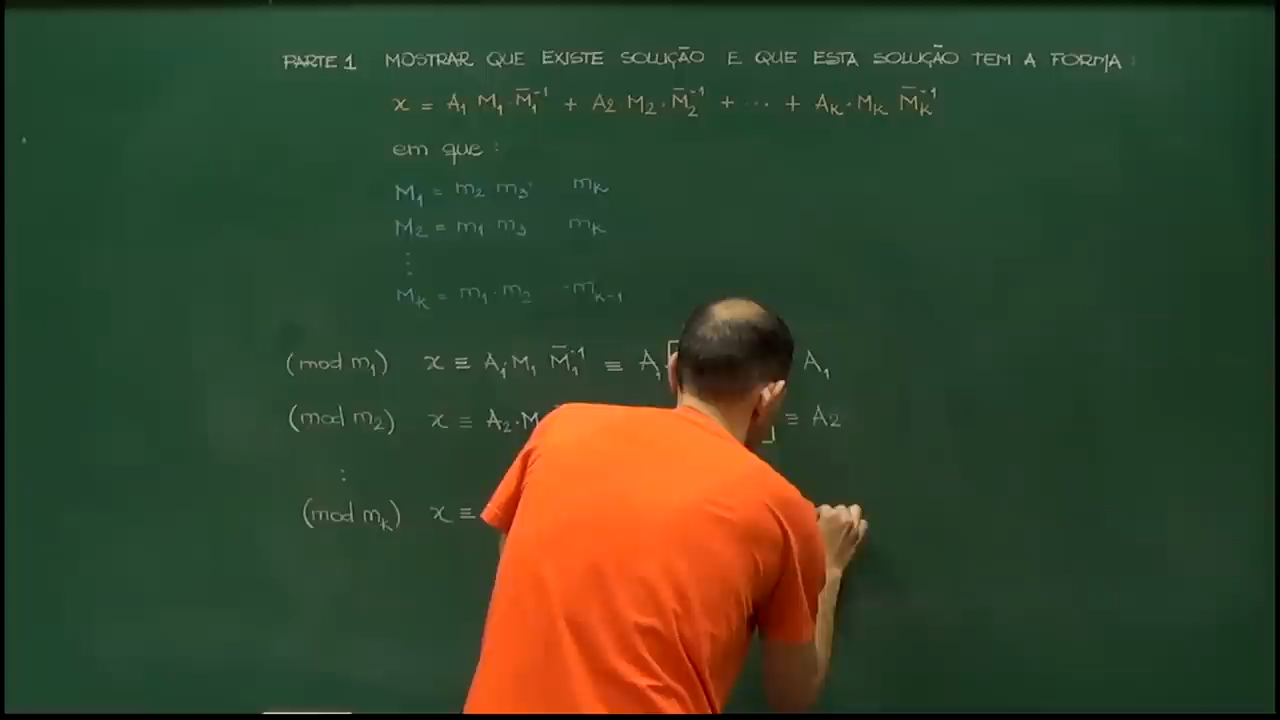 PARTE 1 MOSTRAR QUE EXISTE SOLUÇÃO E QUE ESTA SOLUÇÃO TEM A FORMA:
x = A₁ M₁·M̄₁⁻¹ + A₂·M₂·M̄₂⁻¹ + ··· + Aₖ·Mₖ M̄ₖ⁻¹
em que:
M₁ = m₂ m₃ mₖ
M₂ = m₁ m₃ mₖ
⋮
Mₖ = m₁·m₂ ·mₖ₋₁
(mod m₁) x ≡ A₁·M₁ M̄₁⁻¹ ≡ A₁ [ A₁
(mod m₂) x ≡ A₂·M ] ≡ A₂
⋮
(mod mₖ) x ≡